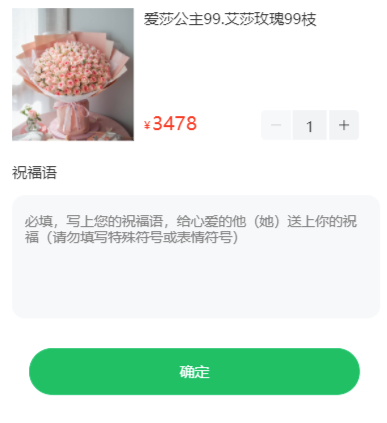 爱莎公主99.艾莎玫瑰99枝
¥3478
1
祝福语
必填，写上您的祝福语，给心爱的他（她）送上你的祝
福（请勿填写特殊符号或表情符号）
确定